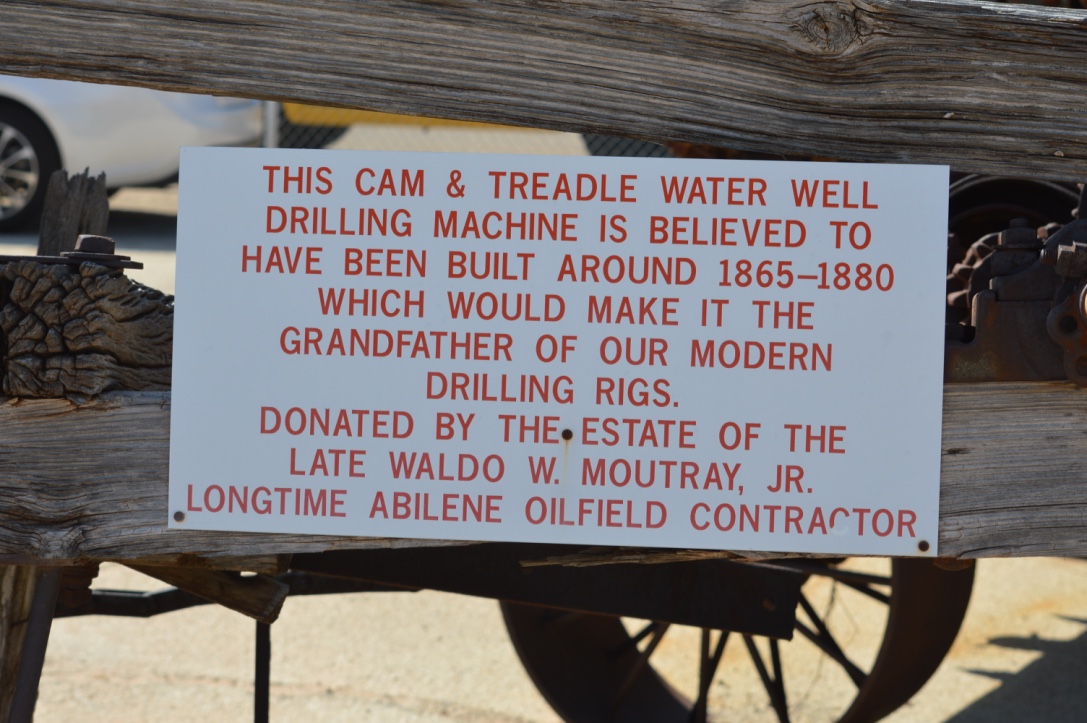 THIS CAM & TREADLE WATER WELL
DRILLING MACHINE IS BELIEVED TO
HAVE BEEN BUILT AROUND 1865–1880
WHICH WOULD MAKE IT THE
GRANDFATHER OF OUR MODERN
DRILLING RIGS.
DONATED BY THE ESTATE OF THE
LATE WALDO W. MOUTRAY, JR.
LONGTIME ABILENE OILFIELD CONTRACTOR